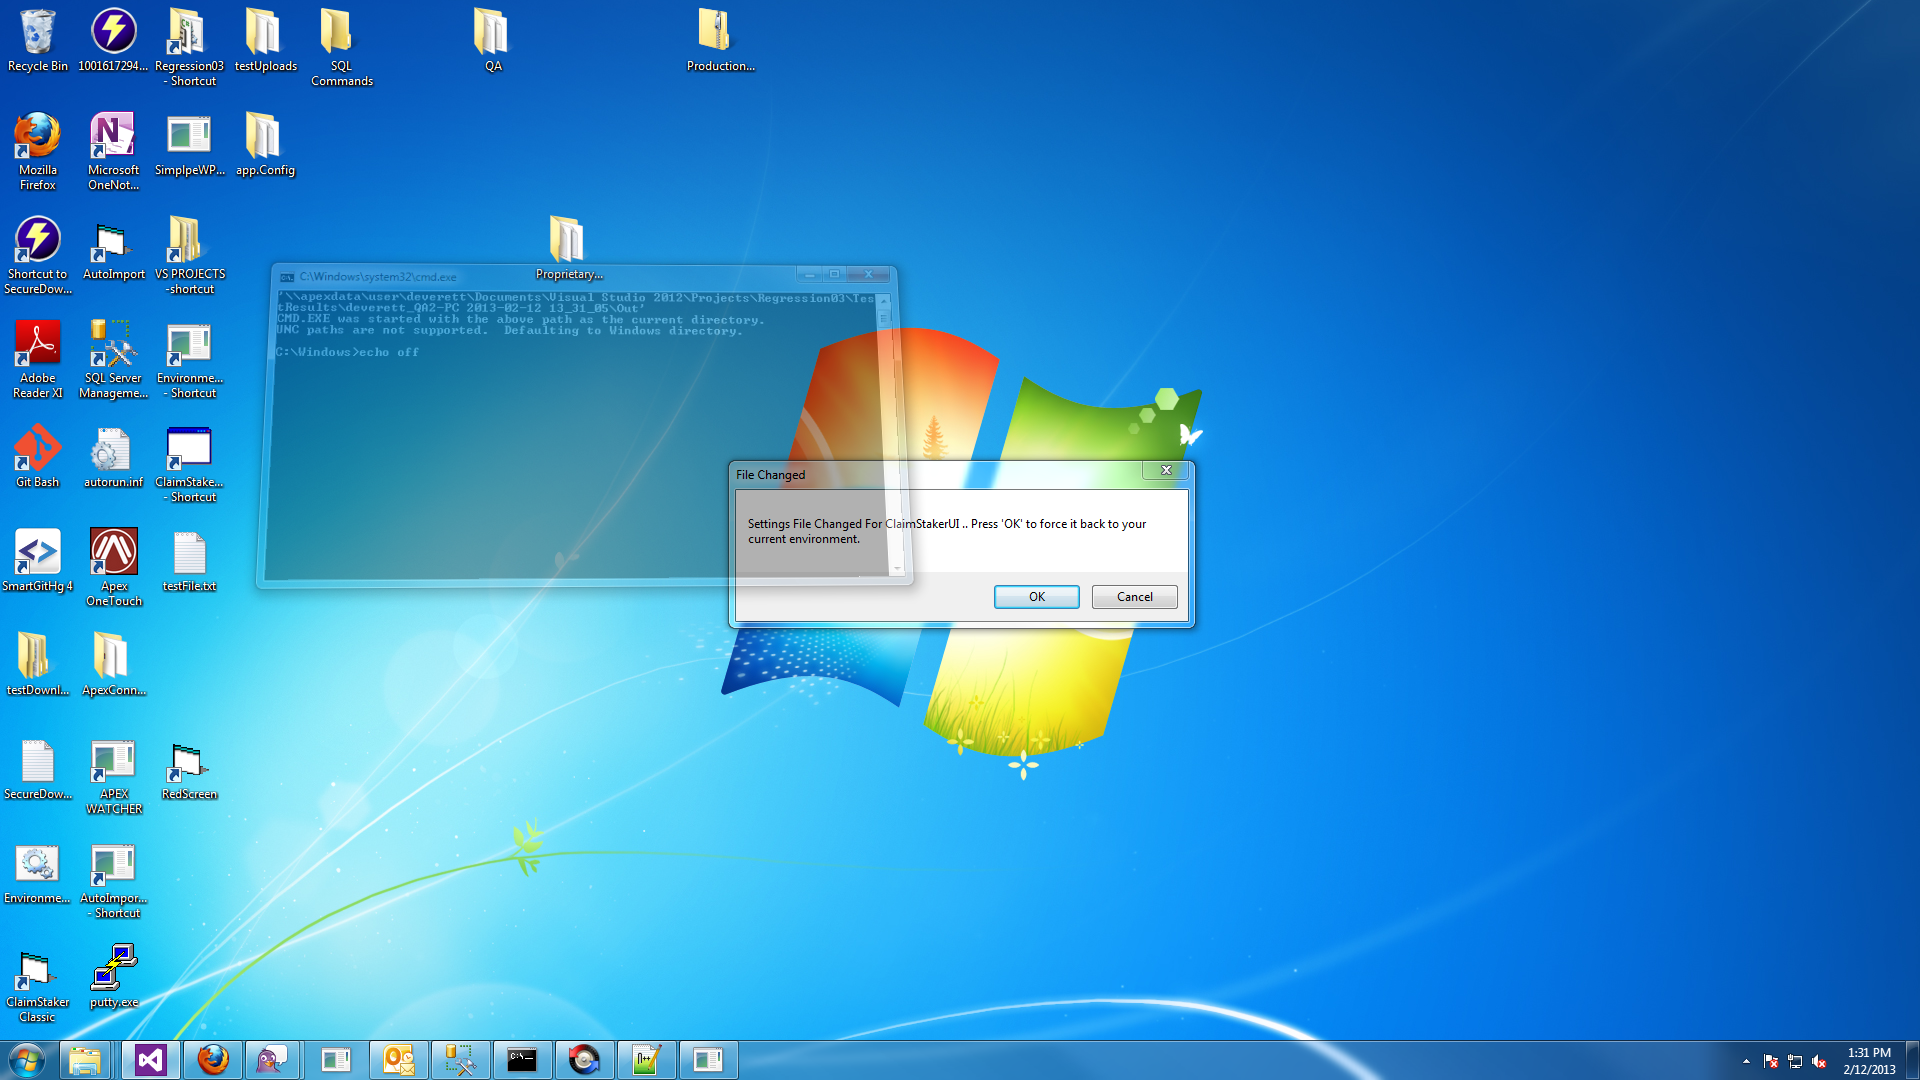 Recycle Bin
1001617294...
Regression03
- Shortcut
testUploads
SQL
Commands
QA
Production...
Mozilla
Firefox
Microsoft
OneNot...
SimplpeWP...
app.Config
Shortcut to
SecureDow...
AutoImport
VS PROJECTS
-shortcut
Proprietary...
C:\Windows\system32\cmd.exe
'\\apexdata\user\deverett\Documents\Visual Studio 2012\Projects\Regression03\Tes
tResults\deverett_QA2-PC 2013-02-12 13_31_05\Out'
CMD.EXE was started with the above path as the current directory.
UNC paths are not supported.  Defaulting to Windows directory.
C:\Windows>echo off
Adobe
Reader XI
SQL Server
Manageme...
Environme...
- Shortcut
Git Bash
autorun.inf
ClaimStake...
- Shortcut
File Changed
Settings File Changed For ClaimStakerUI .. Press 'OK' to force it back to your
current environment.
OK
Cancel
SmartGitHg 4
Apex
OneTouch
testFile.txt
testDownl...
ApexConn...
SecureDow...
APEX
WATCHER
RedScreen
Environme...
AutoImpor...
- Shortcut
ClaimStaker
Classic
putty.exe
1:31 PM
2/12/2013